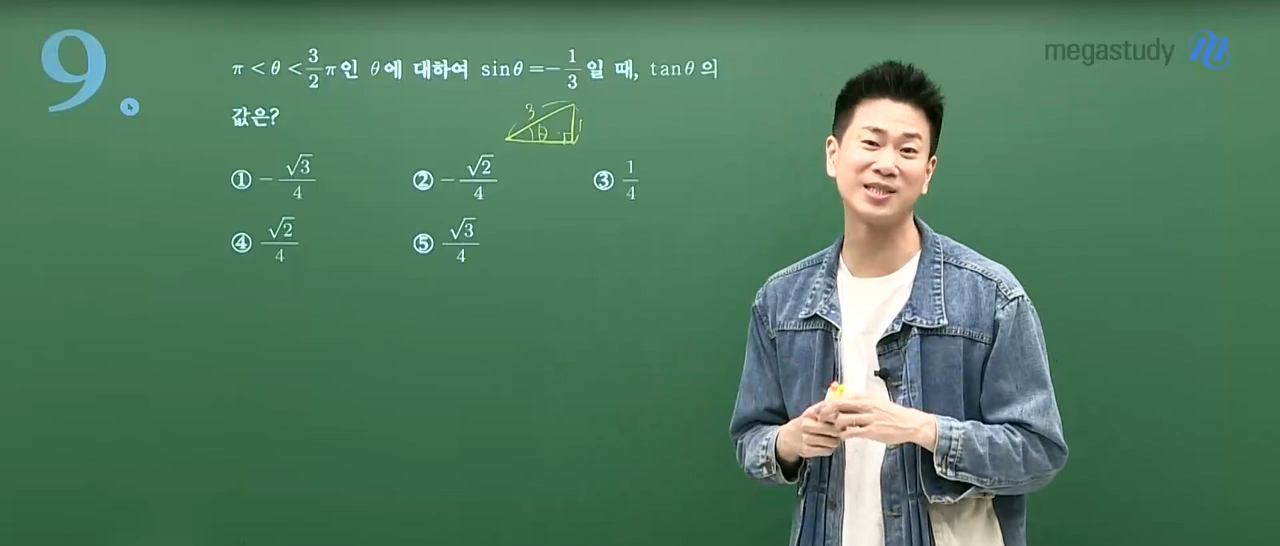 9.
megastudy
π < θ < 3/2 π인 θ에 대하여 sinθ = -1/3 일 때, tanθ의
값은?
3
θ
1
① -√3/4 ② -√2/4 ③ 1/4
④ √2/4 ⑤ √3/4